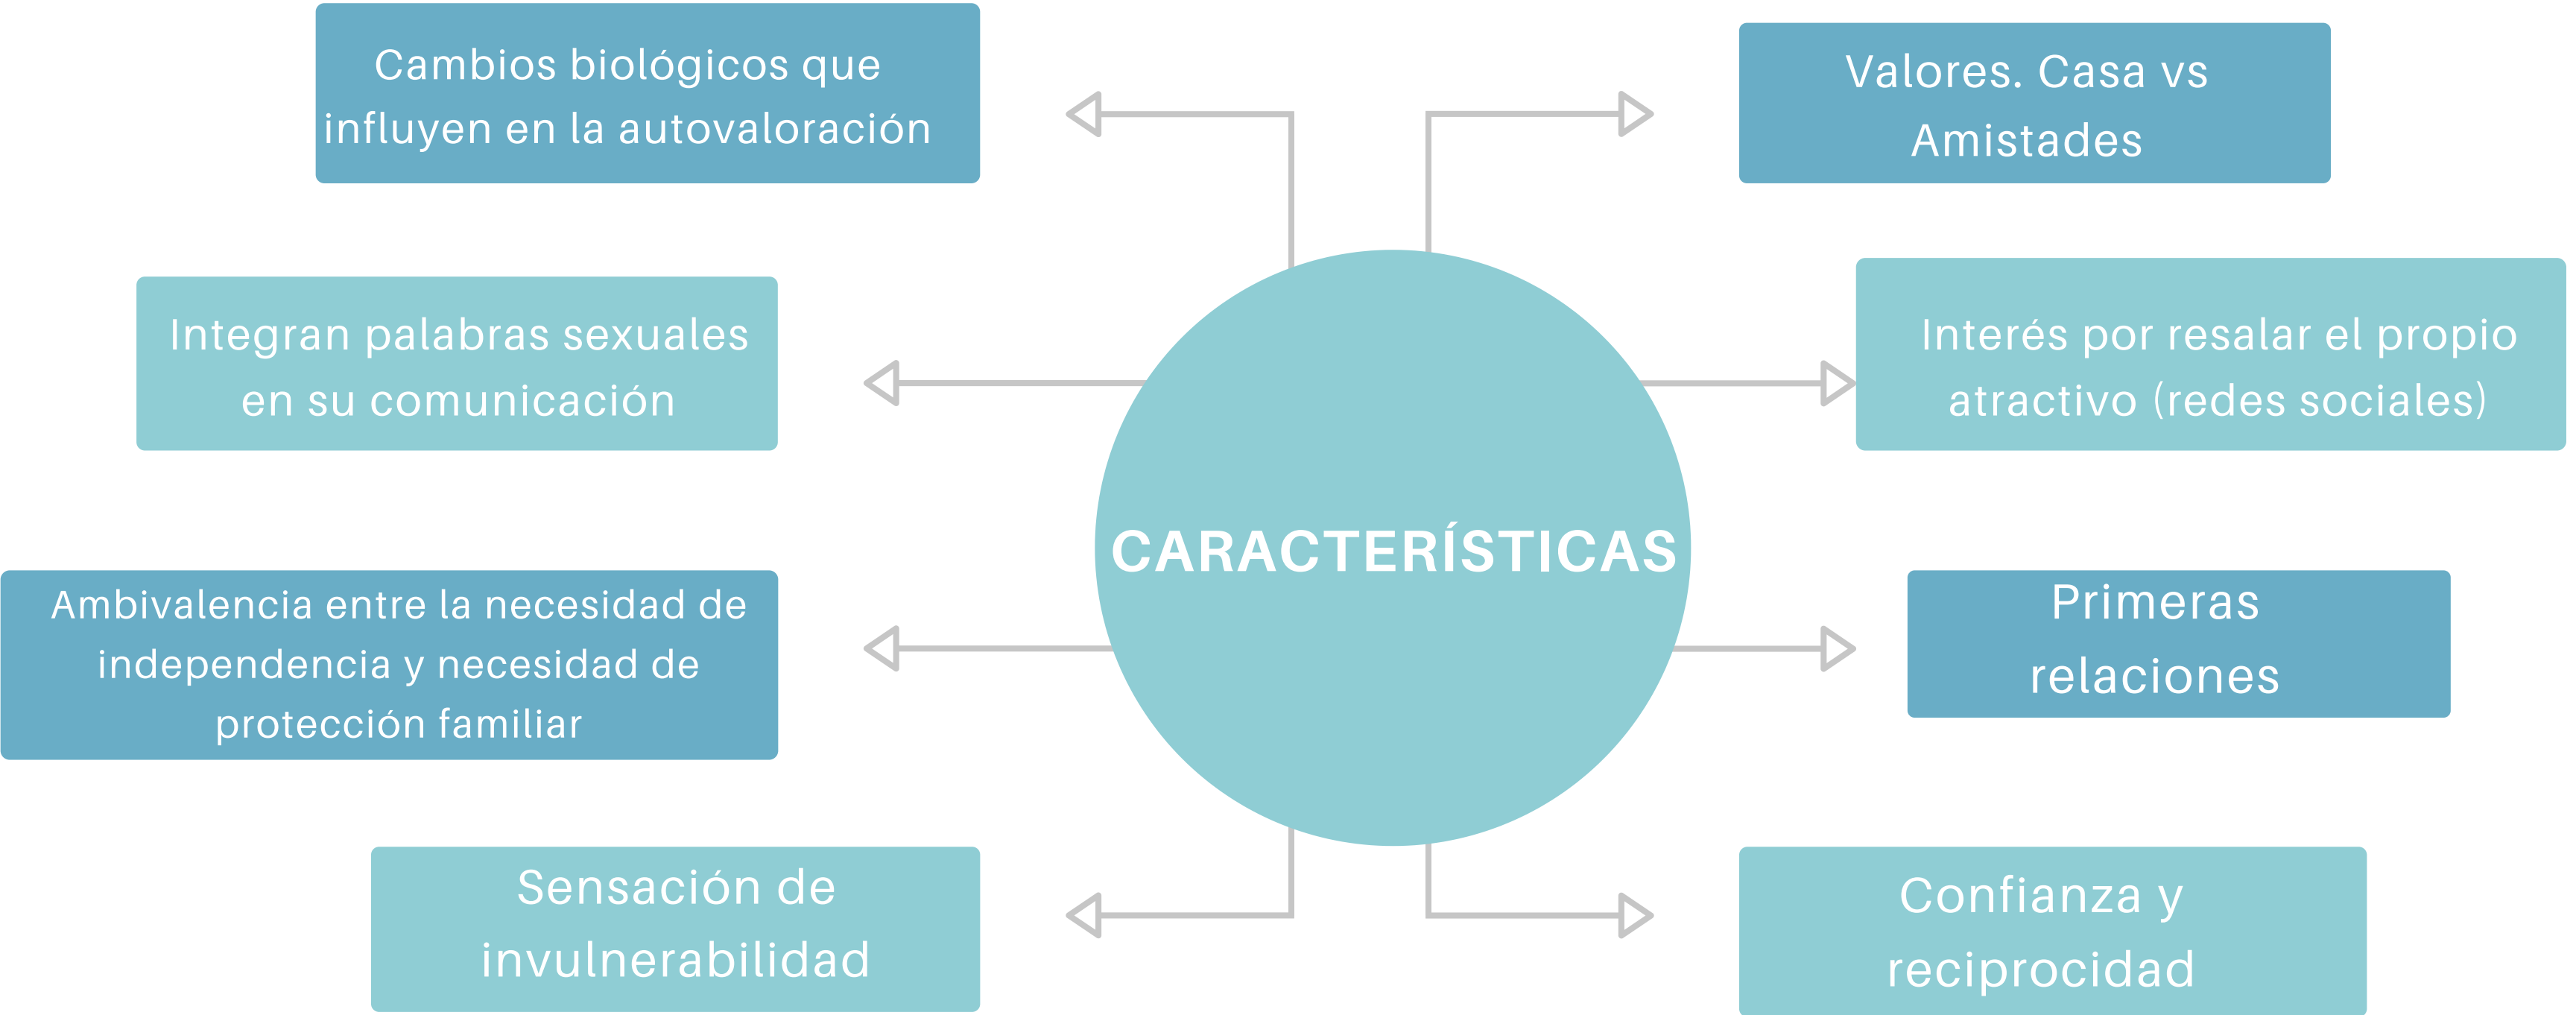 Cambios biológicos que
influyen en la autovaloración
Valores. Casa vs
Amistades
Integran palabras sexuales
en su comunicación
Interés por resalar el propio
atractivo (redes sociales)
CARACTERÍSTICAS
Ambivalencia entre la necesidad de
independencia y necesidad de
protección familiar
Primeras
relaciones
Sensación de
invulnerabilidad
Confianza y
reciprocidad